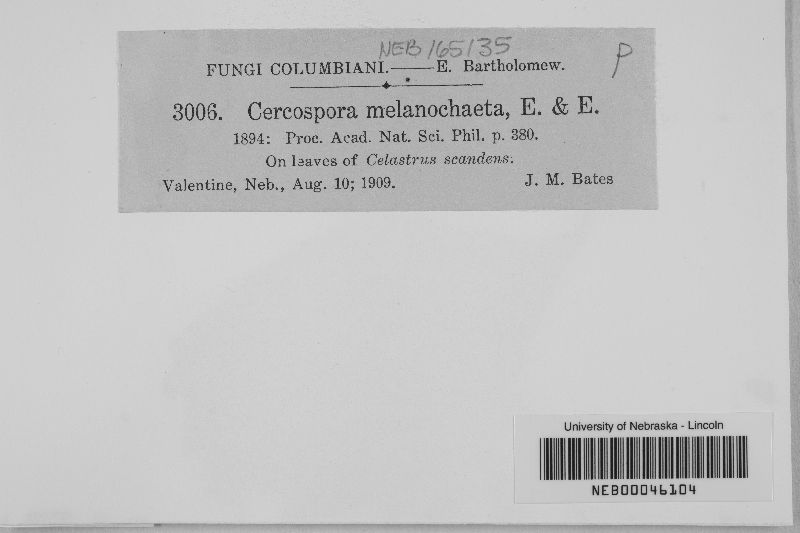 NEB 165135
P
FUNGI COLUMBIANI.——E. Bartholomew.
3006. Cercospora melanochaeta, E. & E.
1894: Proc. Acad. Nat. Sci. Phil. p. 380.
On leaves of Celastrus scandens.
Valentine, Neb., Aug. 10; 1909. J. M. Bates
University of Nebraska - Lincoln
NEB00046104